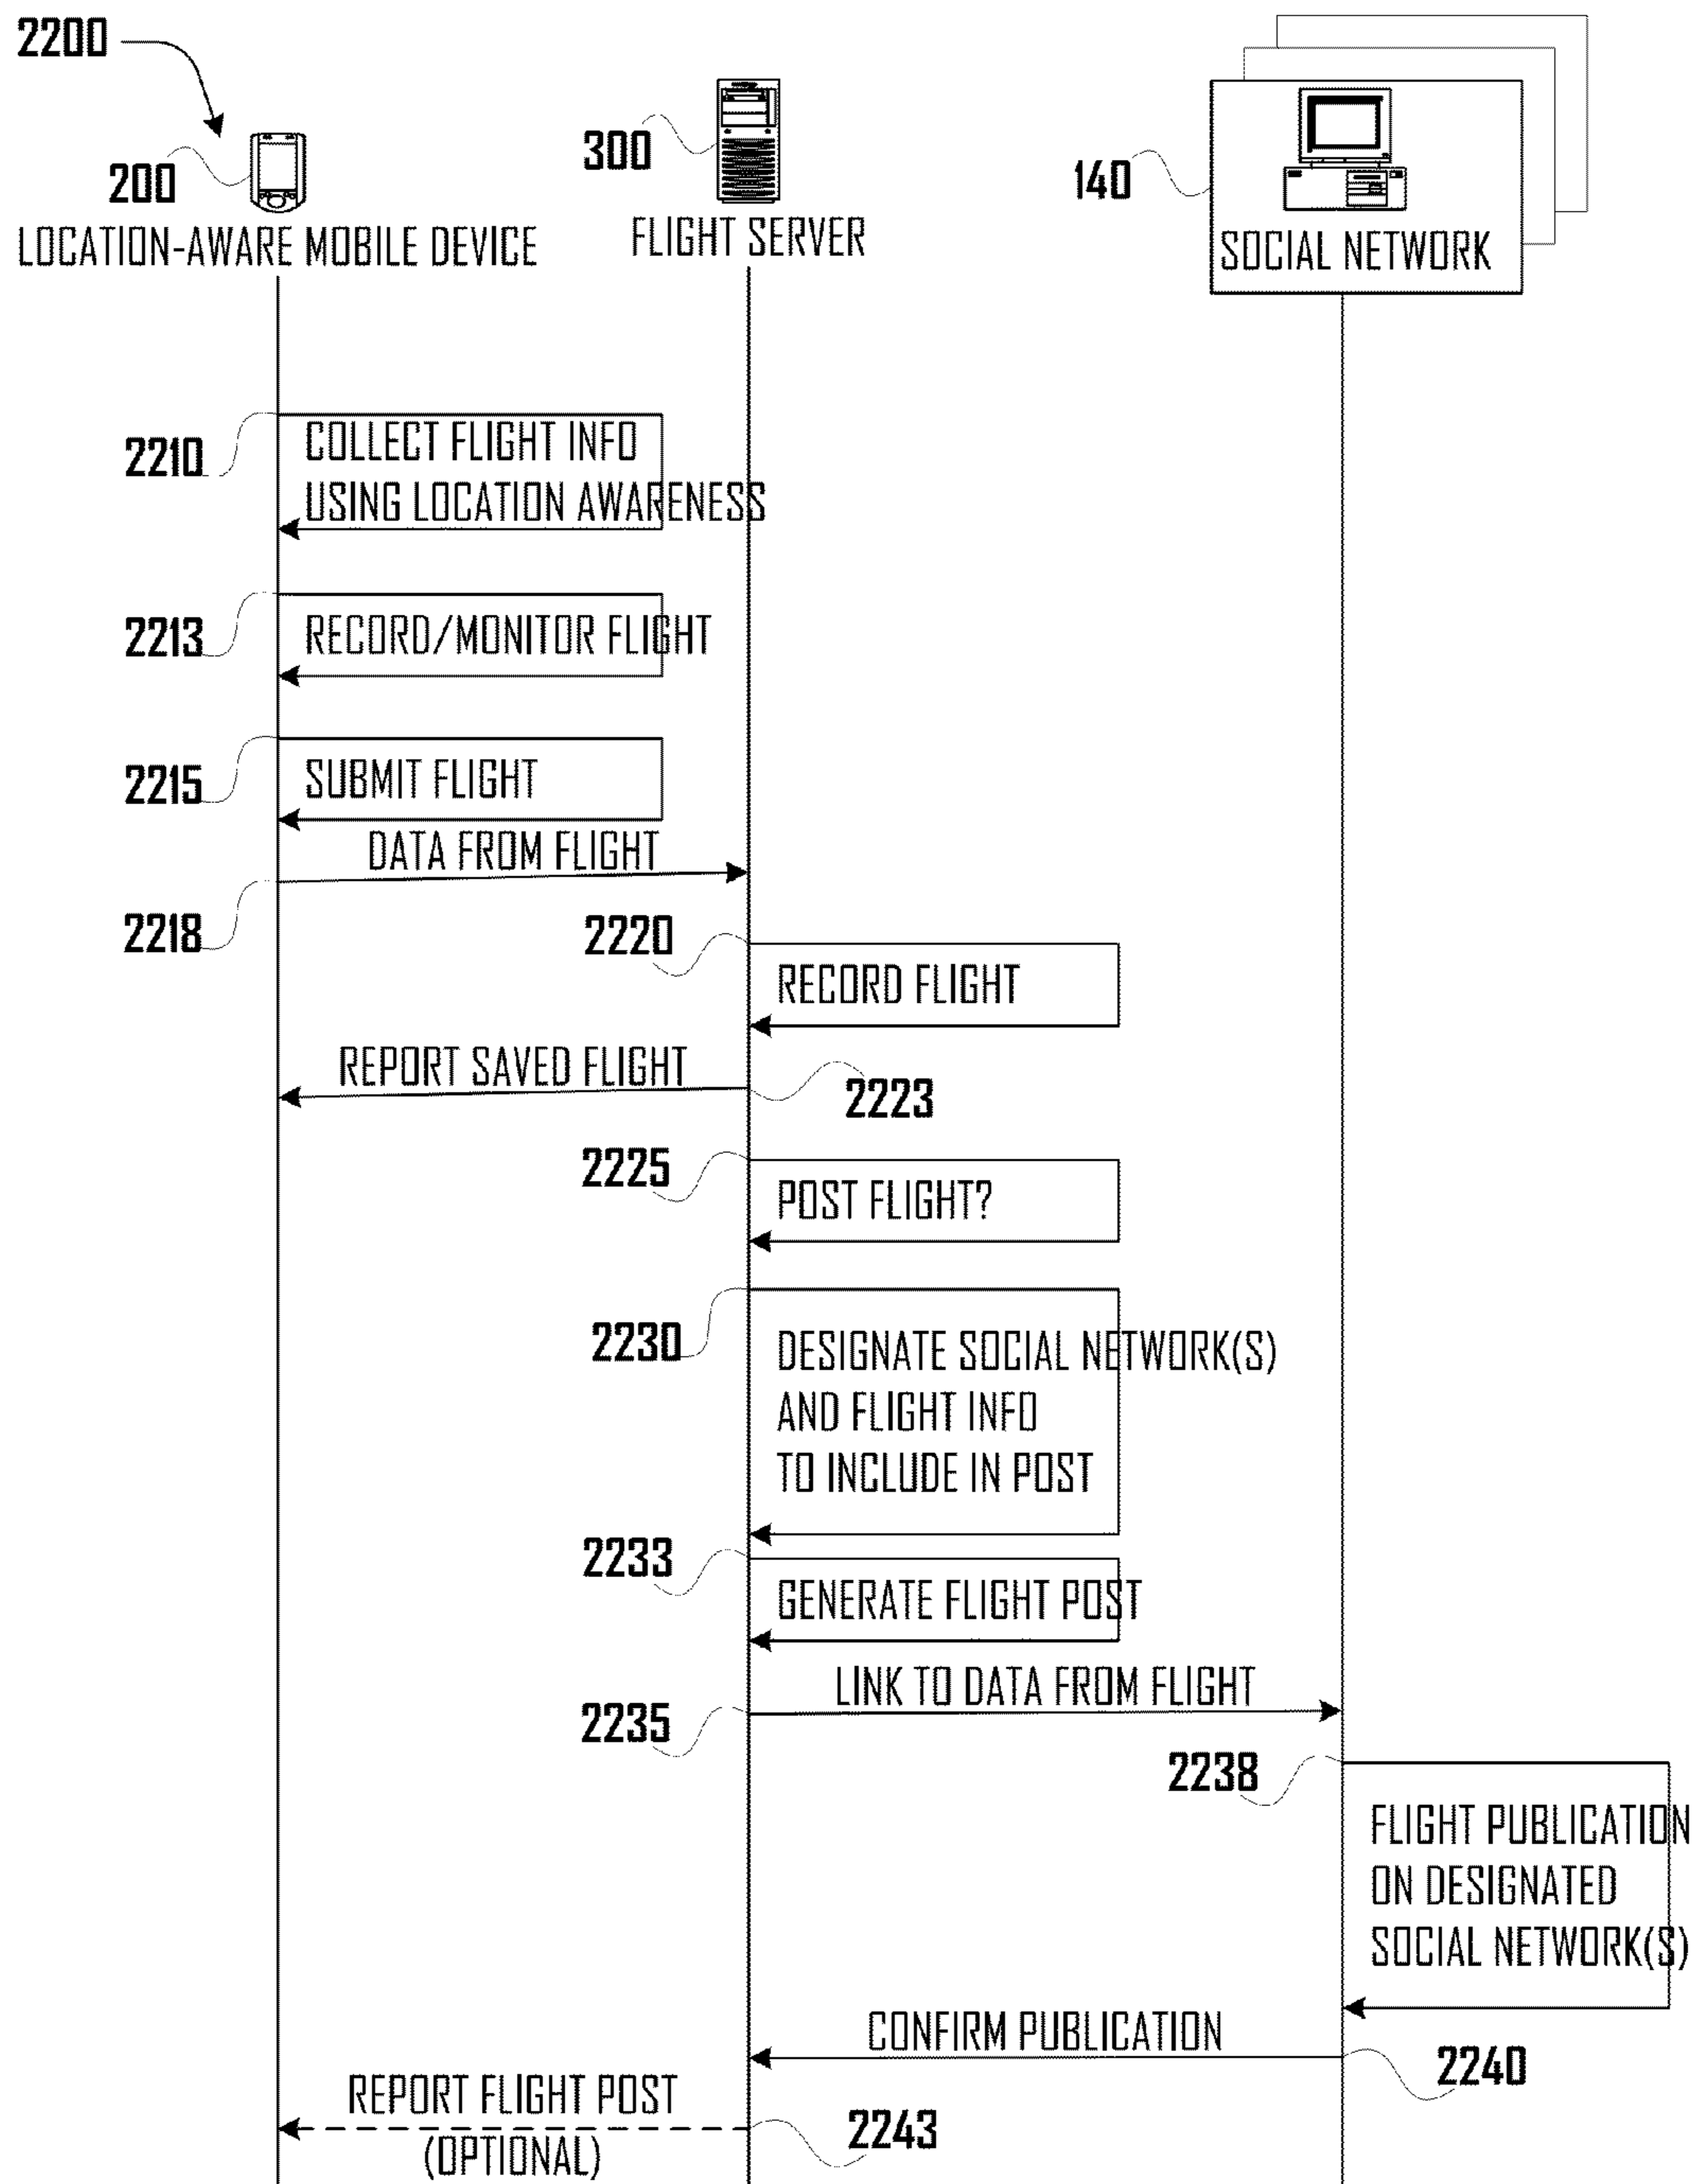 2200
200
LOCATION-AWARE MOBILE DEVICE
300
FLIGHT SERVER
140
SOCIAL NETWORK
2210
COLLECT FLIGHT INFO
USING LOCATION AWARENESS
2213
RECORD/MONITOR FLIGHT
2215
SUBMIT FLIGHT
DATA FROM FLIGHT
2218
2220
RECORD FLIGHT
REPORT SAVED FLIGHT
2223
2225
POST FLIGHT?
2230
DESIGNATE SOCIAL NETWORK(S)
AND FLIGHT INFO
TO INCLUDE IN POST
2233
GENERATE FLIGHT POST
LINK TO DATA FROM FLIGHT
2235
2238
FLIGHT PUBLICATION
ON DESIGNATED
SOCIAL NETWORK(S)
CONFIRM PUBLICATION
2240
REPORT FLIGHT POST
(OPTIONAL)
2243